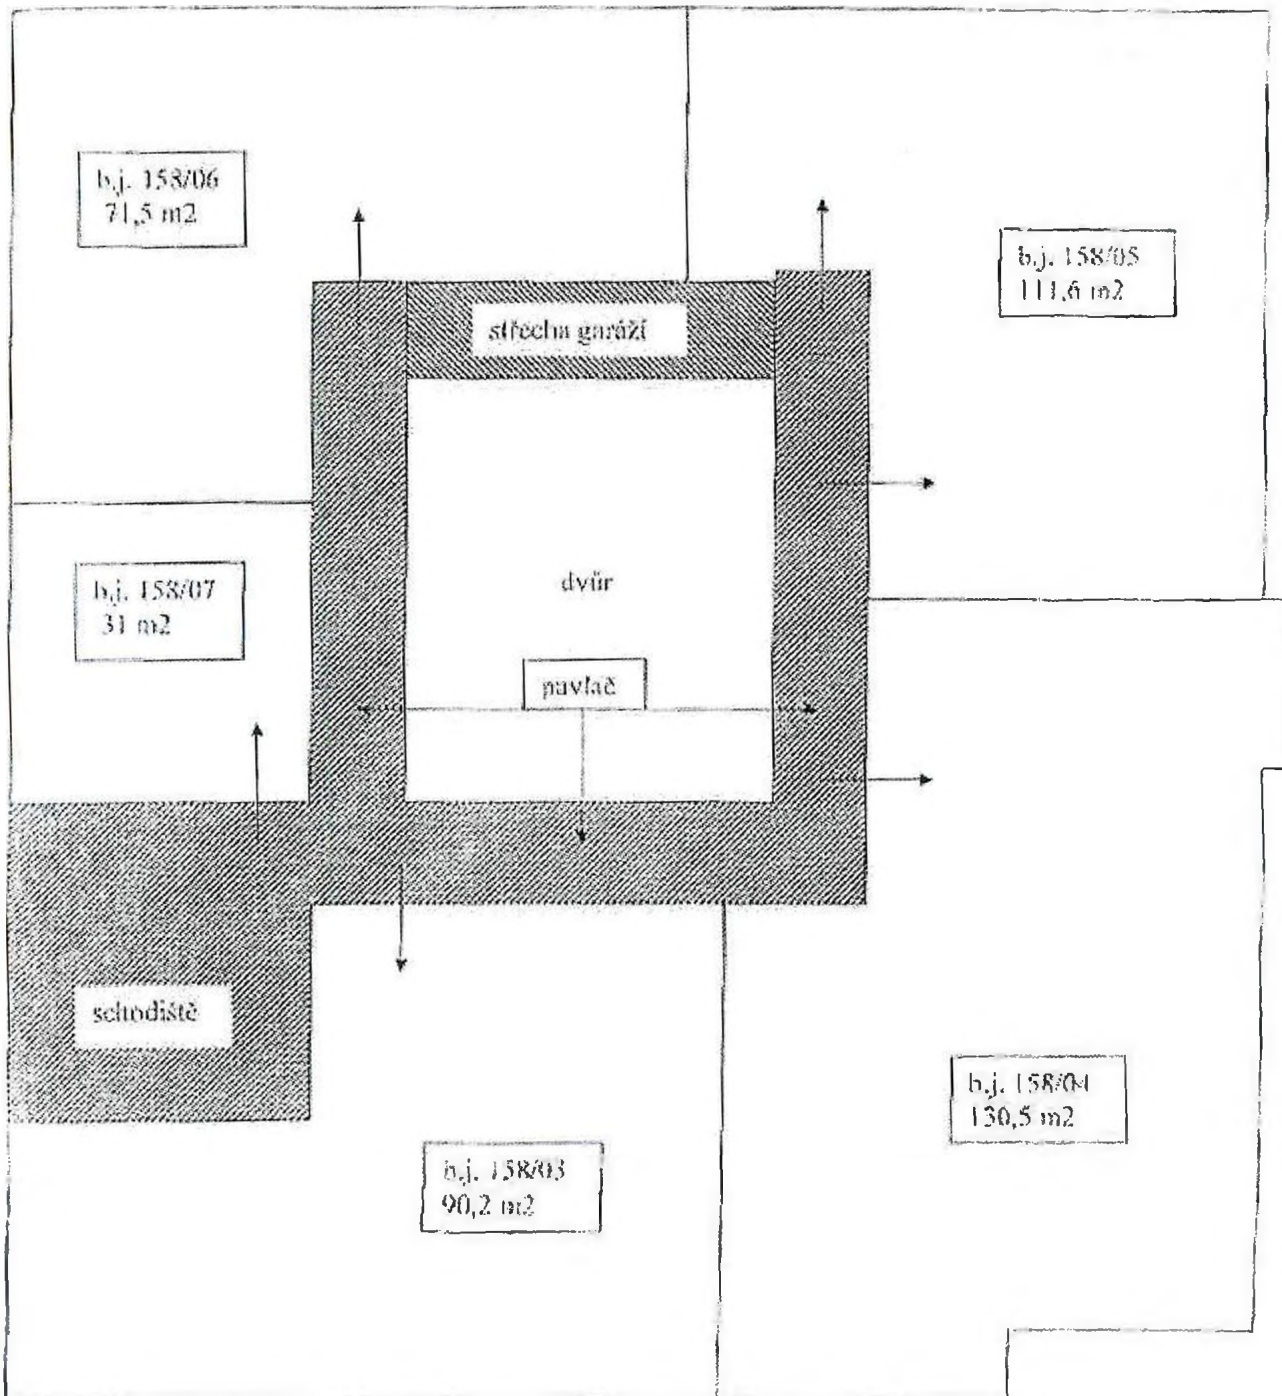 b.j. 158/06
71,5 m2
b.j. 158/05
111,6 m2
střecha garáží
b.j. 158/07
31 m2
dvůr
pavlač
schodiště
b.j. 158/04
130,5 m2
b.j. 158/03
90,2 m2